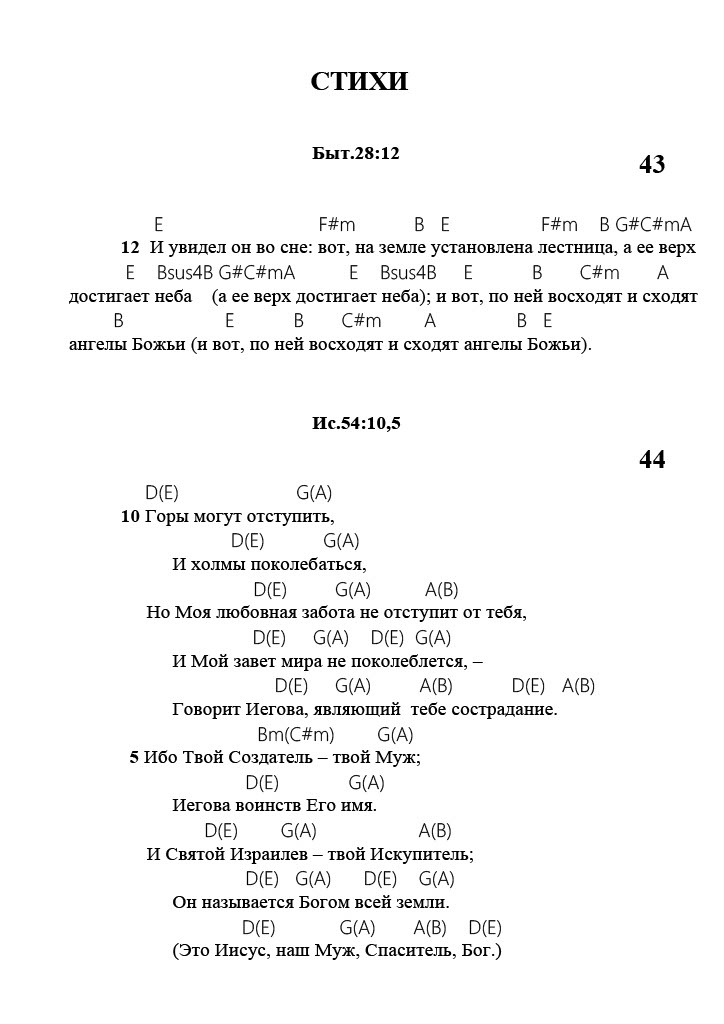 СТИХИ
Быт.28:12
43
E F#m B E F#m B G#C#mA
12 И увидел он во сне: вот, на земле установлена лестница, а ее верх
E Bsus4B G#C#mA E Bsus4B E B C#m A
достигает неба (а ее верх достигает неба); и вот, по ней восходят и сходят
B E B C#m A B E
ангелы Божьи (и вот, по ней восходят и сходят ангелы Божьи).
Ис.54:10,5
44
D(E) G(A)
10 Горы могут отступить,
D(E) G(A)
И холмы поколебаться,
D(E) G(A) A(B)
Но Моя любовная забота не отступит от тебя,
D(E) G(A) D(E) G(A)
И Мой завет мира не поколеблется, –
D(E) G(A) A(B) D(E) A(B)
Говорит Иегова, являющий тебе сострадание.
Bm(C#m) G(A)
5 Ибо Твой Создатель – твой Муж;
D(E) G(A)
Иегова воинств Его имя.
D(E) G(A) A(B)
И Святой Израилев – твой Искупитель;
D(E) G(A) D(E) G(A)
Он называется Богом всей земли.
D(E) G(A) A(B) D(E)
(Это Иисус, наш Муж, Спаситель, Бог.)